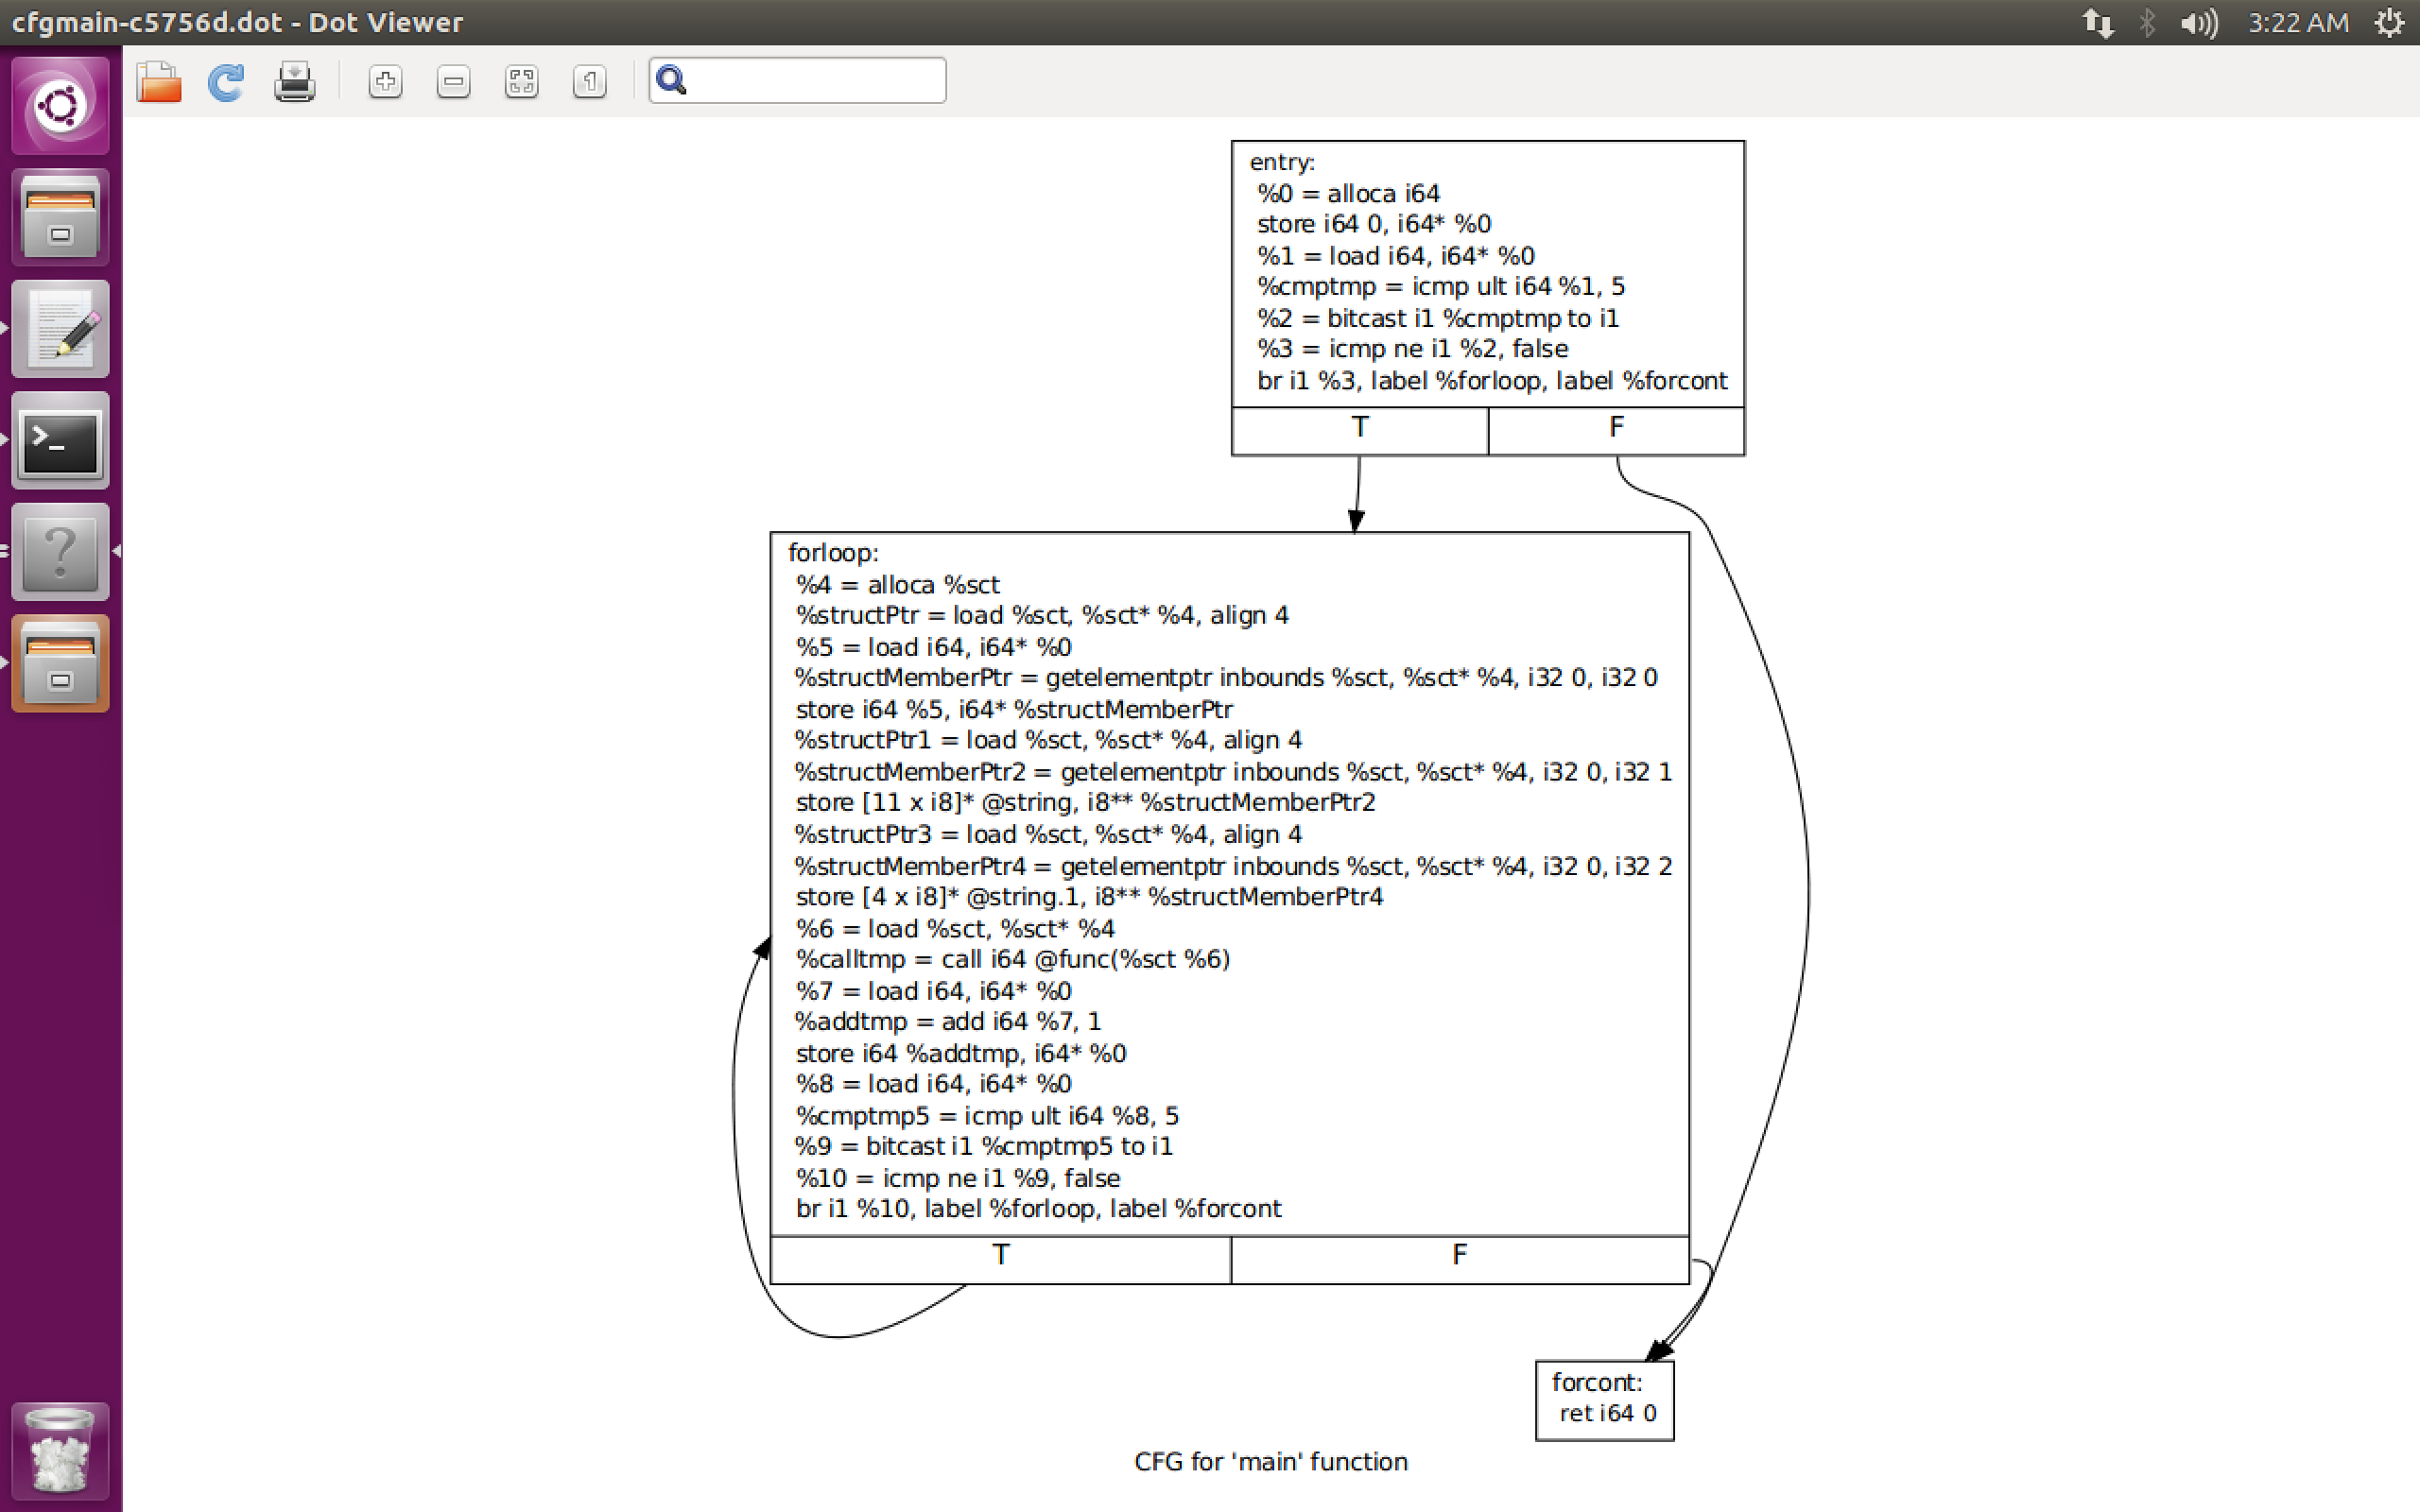 cfgmain-c5756d.dot - Dot Viewer
3:22 AM
1
entry:
%0 = alloca i64
store i64 0, i64* %0
%1 = load i64, i64* %0
%cmptmp = icmp ult i64 %1, 5
%2 = bitcast i1 %cmptmp to i1
%3 = icmp ne i1 %2, false
br i1 %3, label %forloop, label %forcont
T
F
forloop:
%4 = alloca %sct
%structPtr = load %sct, %sct* %4, align 4
%5 = load i64, i64* %0
%structMemberPtr = getelementptr inbounds %sct, %sct* %4, i32 0, i32 0
store i64 %5, i64* %structMemberPtr
%structPtr1 = load %sct, %sct* %4, align 4
%structMemberPtr2 = getelementptr inbounds %sct, %sct* %4, i32 0, i32 1
store [11 x i8]* @string, i8** %structMemberPtr2
%structPtr3 = load %sct, %sct* %4, align 4
%structMemberPtr4 = getelementptr inbounds %sct, %sct* %4, i32 0, i32 2
store [4 x i8]* @string.1, i8** %structMemberPtr4
%6 = load %sct, %sct* %4
%calltmp = call i64 @func(%sct %6)
%7 = load i64, i64* %0
%addtmp = add i64 %7, 1
store i64 %addtmp, i64* %0
%8 = load i64, i64* %0
%cmptmp5 = icmp ult i64 %8, 5
%9 = bitcast i1 %cmptmp5 to i1
%10 = icmp ne i1 %9, false
br i1 %10, label %forloop, label %forcont
T
F
forcont:
ret i64 0
CFG for 'main' function